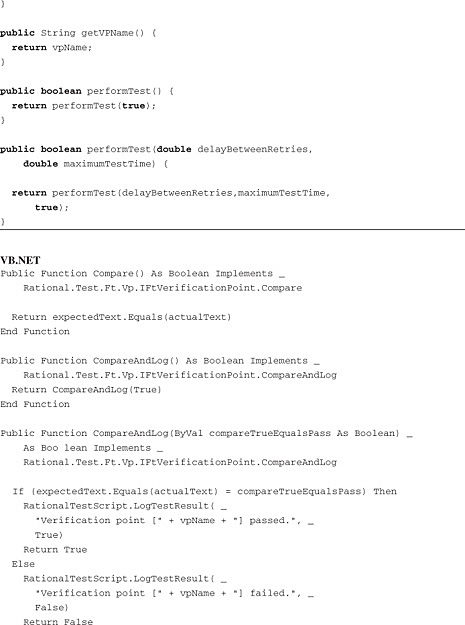 }
public String getVPName() {
return vpName;
}
public boolean performTest() {
return performTest(true);
}
public boolean performTest(double delayBetweenRetries,
double maximumTestTime) {
return performTest(delayBetweenRetries,maximumTestTime,
true);
}
VB.NET
Public Function Compare() As Boolean Implements _
Rational.Test.Ft.Vp.IFtVerificationPoint.Compare
Return expectedText.Equals(actualText)
End Function
Public Function CompareAndLog() As Boolean Implements _
Rational.Test.Ft.Vp.IFtVerificationPoint.CompareAndLog
Return CompareAndLog(True)
End Function
Public Function CompareAndLog(ByVal compareTrueEqualsPass As Boolean) _
As Boo lean Implements _
Rational.Test.Ft.Vp.IFtVerificationPoint.CompareAndLog
If (expectedText.Equals(actualText) = compareTrueEqualsPass) Then
RationalTestScript.LogTestResult( _
"Verification point [" + vpName + "] passed.", _
True)
Return True
Else
RationalTestScript.LogTestResult( _
"Verification point [" + vpName + "] failed.", _
False)
Return False